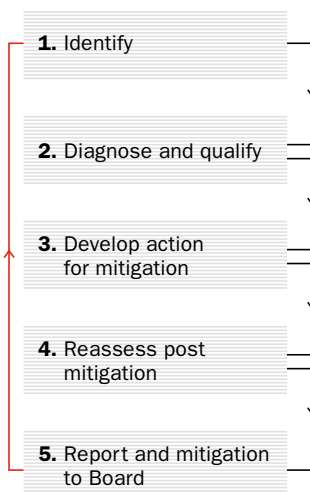 1. Identify
2. Diagnose and qualify
3. Develop action
for mitigation
4. Reassess post
mitigation
5. Report and mitigation
to Board